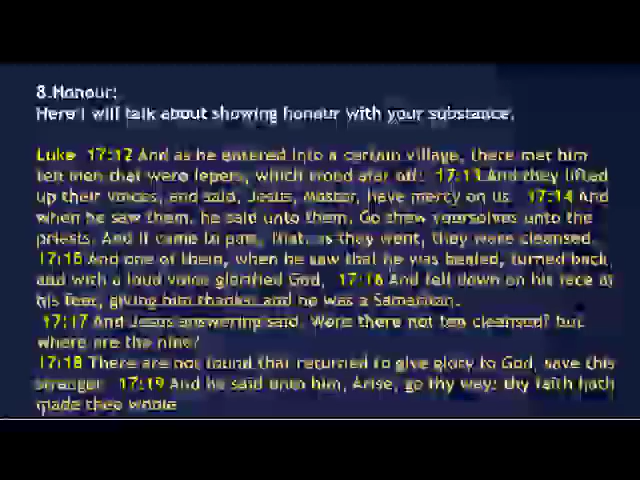 8.Honour:
Here I will talk about showing honour with your substance.
Luke 17:12 And as he entered into a certain village, there met him
ten men that were lepers, which stood afar off: 17:13 And they lifted
up their voices, and said, Jesus, Master, have mercy on us. 17:14 And
when he saw them, he said unto them, Go shew yourselves unto the
priests. And it came to pass, that, as they went, they were cleansed.
17:15 And one of them, when he saw that he was healed, turned back,
and with a loud voice glorified God, 17:16 And fell down on his face at
his feet, giving him thanks: and he was a Samaritan.
17:17 And Jesus answering said, Were there not ten cleansed? but
where are the nine?
17:18 There are not found that returned to give glory to God, save this
stranger. 17:19 And he said unto him, Arise, go thy way: thy faith hath
made thee whole